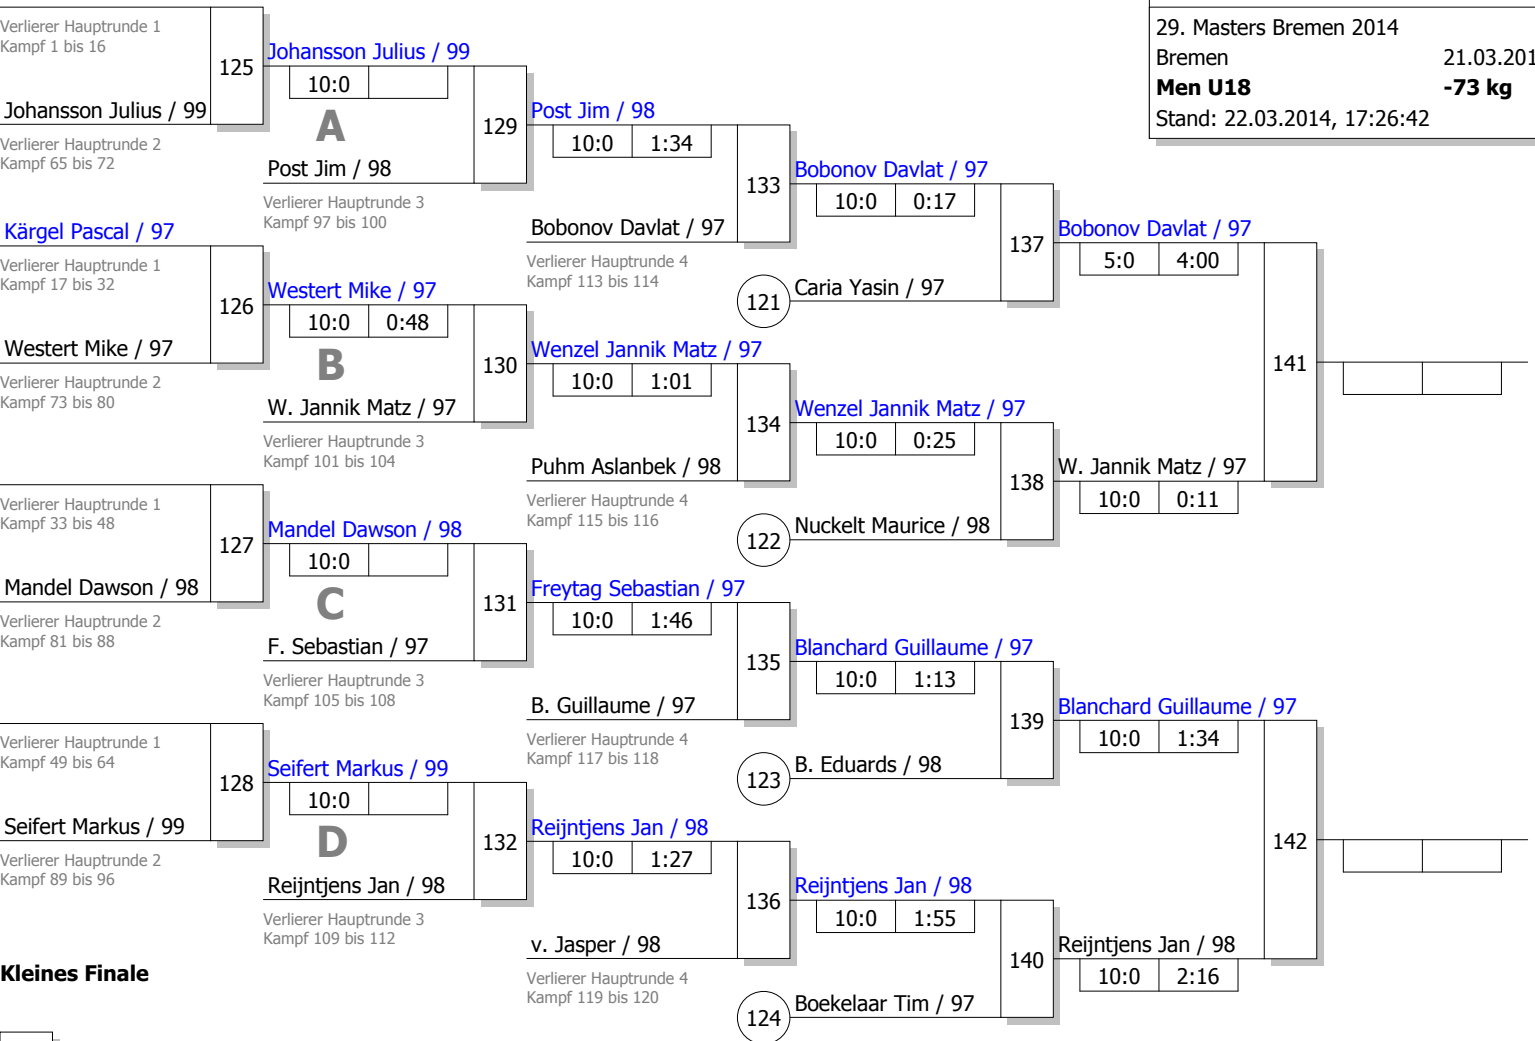 29. Masters Bremen 2014
Bremen 21.03.201
Men U18 -73 kg
Stand: 22.03.2014, 17:26:42
Verlierer Hauptrunde 1
Kampf 1 bis 16
125
Johansson Julius / 99
Verlierer Hauptrunde 2
Kampf 65 bis 72
Kärgel Pascal / 97
Verlierer Hauptrunde 1
Kampf 17 bis 32
126
Westert Mike / 97
Verlierer Hauptrunde 2
Kampf 73 bis 80
Verlierer Hauptrunde 1
Kampf 33 bis 48
127
Mandel Dawson / 98
Verlierer Hauptrunde 2
Kampf 81 bis 88
Verlierer Hauptrunde 1
Kampf 49 bis 64
128
Seifert Markus / 99
Verlierer Hauptrunde 2
Kampf 89 bis 96
Kleines Finale
Johansson Julius / 99
10:0
A
129
Post Jim / 98
Verlierer Hauptrunde 3
Kampf 97 bis 100
Westert Mike / 97
10:0 0:48
B
130
W. Jannik Matz / 97
Verlierer Hauptrunde 3
Kampf 101 bis 104
Mandel Dawson / 98
10:0
C
131
F. Sebastian / 97
Verlierer Hauptrunde 3
Kampf 105 bis 108
Seifert Markus / 99
10:0
D
132
Reijntjens Jan / 98
Verlierer Hauptrunde 3
Kampf 109 bis 112
Post Jim / 98
10:0 1:34
133
Bobonov Davlat / 97
Verlierer Hauptrunde 4
Kampf 113 bis 114
Wenzel Jannik Matz / 97
10:0 1:01
134
Puhm Aslanbek / 98
Verlierer Hauptrunde 4
Kampf 115 bis 116
Freytag Sebastian / 97
10:0 1:46
135
B. Guillaume / 97
Verlierer Hauptrunde 4
Kampf 117 bis 118
Reijntjens Jan / 98
10:0 1:27
136
v. Jasper / 98
Verlierer Hauptrunde 4
Kampf 119 bis 120
Bobonov Davlat / 97
10:0 0:17
137
121 Caria Yasin / 97
Wenzel Jannik Matz / 97
10:0 0:25
138
122 Nuckelt Maurice / 98
Blanchard Guillaume / 97
10:0 1:13
139
123 B. Eduards / 98
Reijntjens Jan / 98
10:0 1:55
140
124 Boekelaar Tim / 97
Bobonov Davlat / 97
5:0 4:00
141
W. Jannik Matz / 97
10:0 0:11
Blanchard Guillaume / 97
10:0 1:34
142
Reijntjens Jan / 98
10:0 2:16